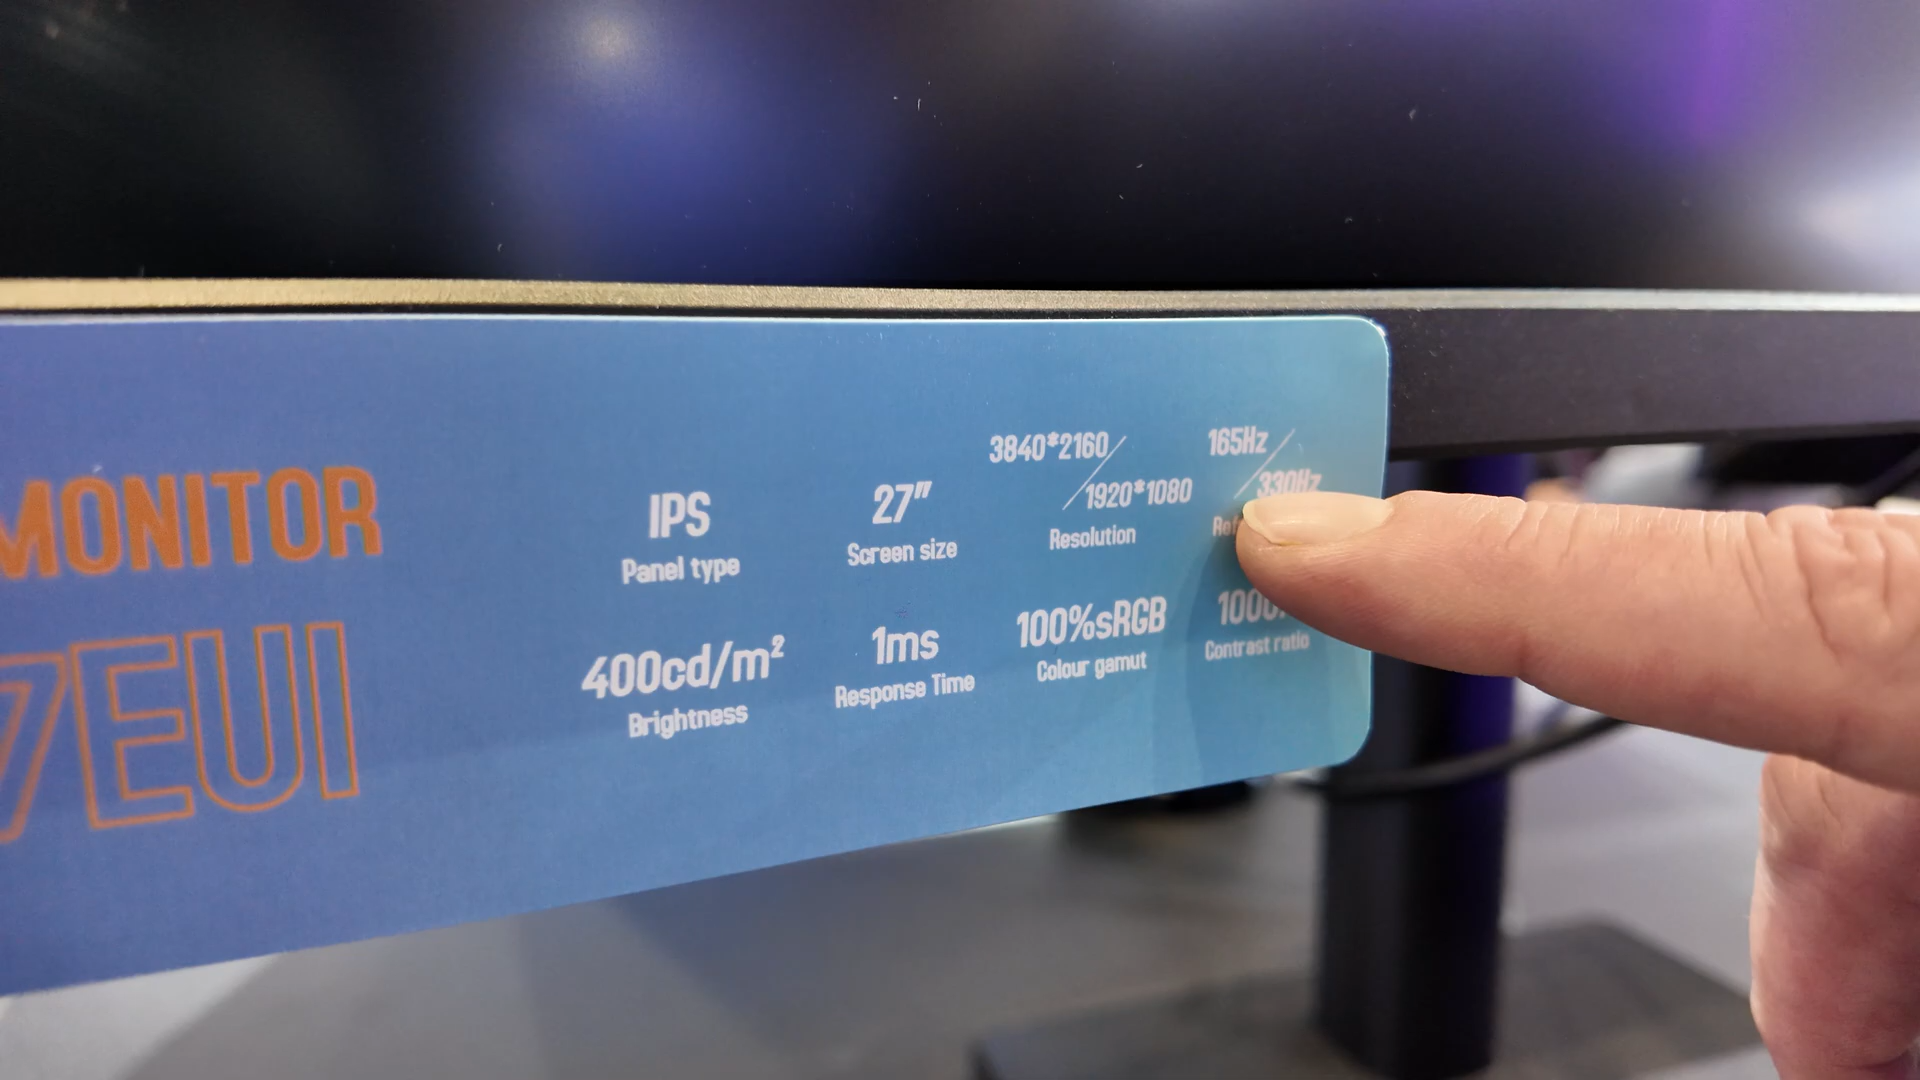 MONITOR
7EUI
IPS
Panel type
27"
Screen size
3840*2160
1920*1080
Resolution
165Hz
330Hz
400cd/m²
Brightness
1ms
Response Time
100%sRGB
Colour gamut
Contrast ratio